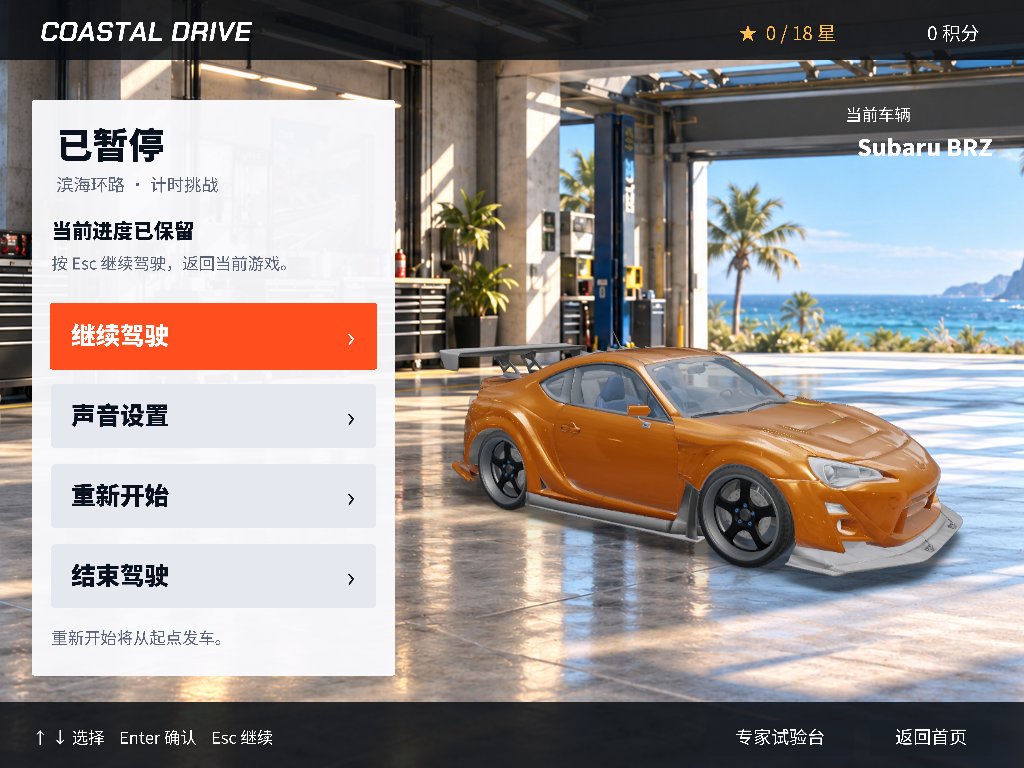 COASTAL DRIVE
★ 0 / 18 星
0 积分
当前车辆
Subaru BRZ
已暂停
滨海环路 · 计时挑战
当前进度已保留
按 Esc 继续驾驶，返回当前游戏。
继续驾驶 ›
声音设置 ›
重新开始 ›
结束驾驶 ›
重新开始将从起点发车。
↑ ↓ 选择 Enter 确认 Esc 继续
专家试验台
返回首页